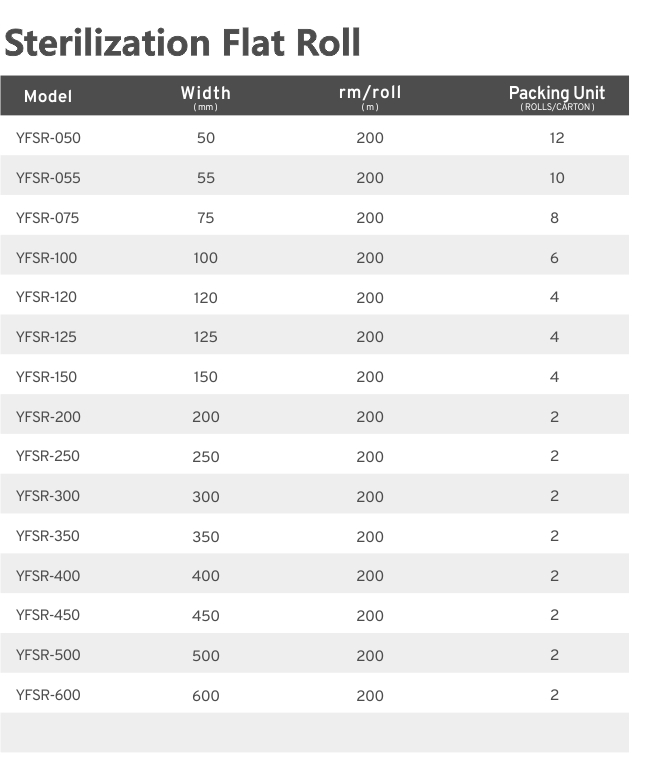 Sterilization Flat Roll
Model Width rm/roll Packing Unit
(mm) (m) (ROLLS/CARTON)
YFSR-050 50 200 12
YFSR-055 55 200 10
YFSR-075 75 200 8
YFSR-100 100 200 6
YFSR-120 120 200 4
YFSR-125 125 200 4
YFSR-150 150 200 4
YFSR-200 200 200 2
YFSR-250 250 200 2
YFSR-300 300 200 2
YFSR-350 350 200 2
YFSR-400 400 200 2
YFSR-450 450 200 2
YFSR-500 500 200 2
YFSR-600 600 200 2